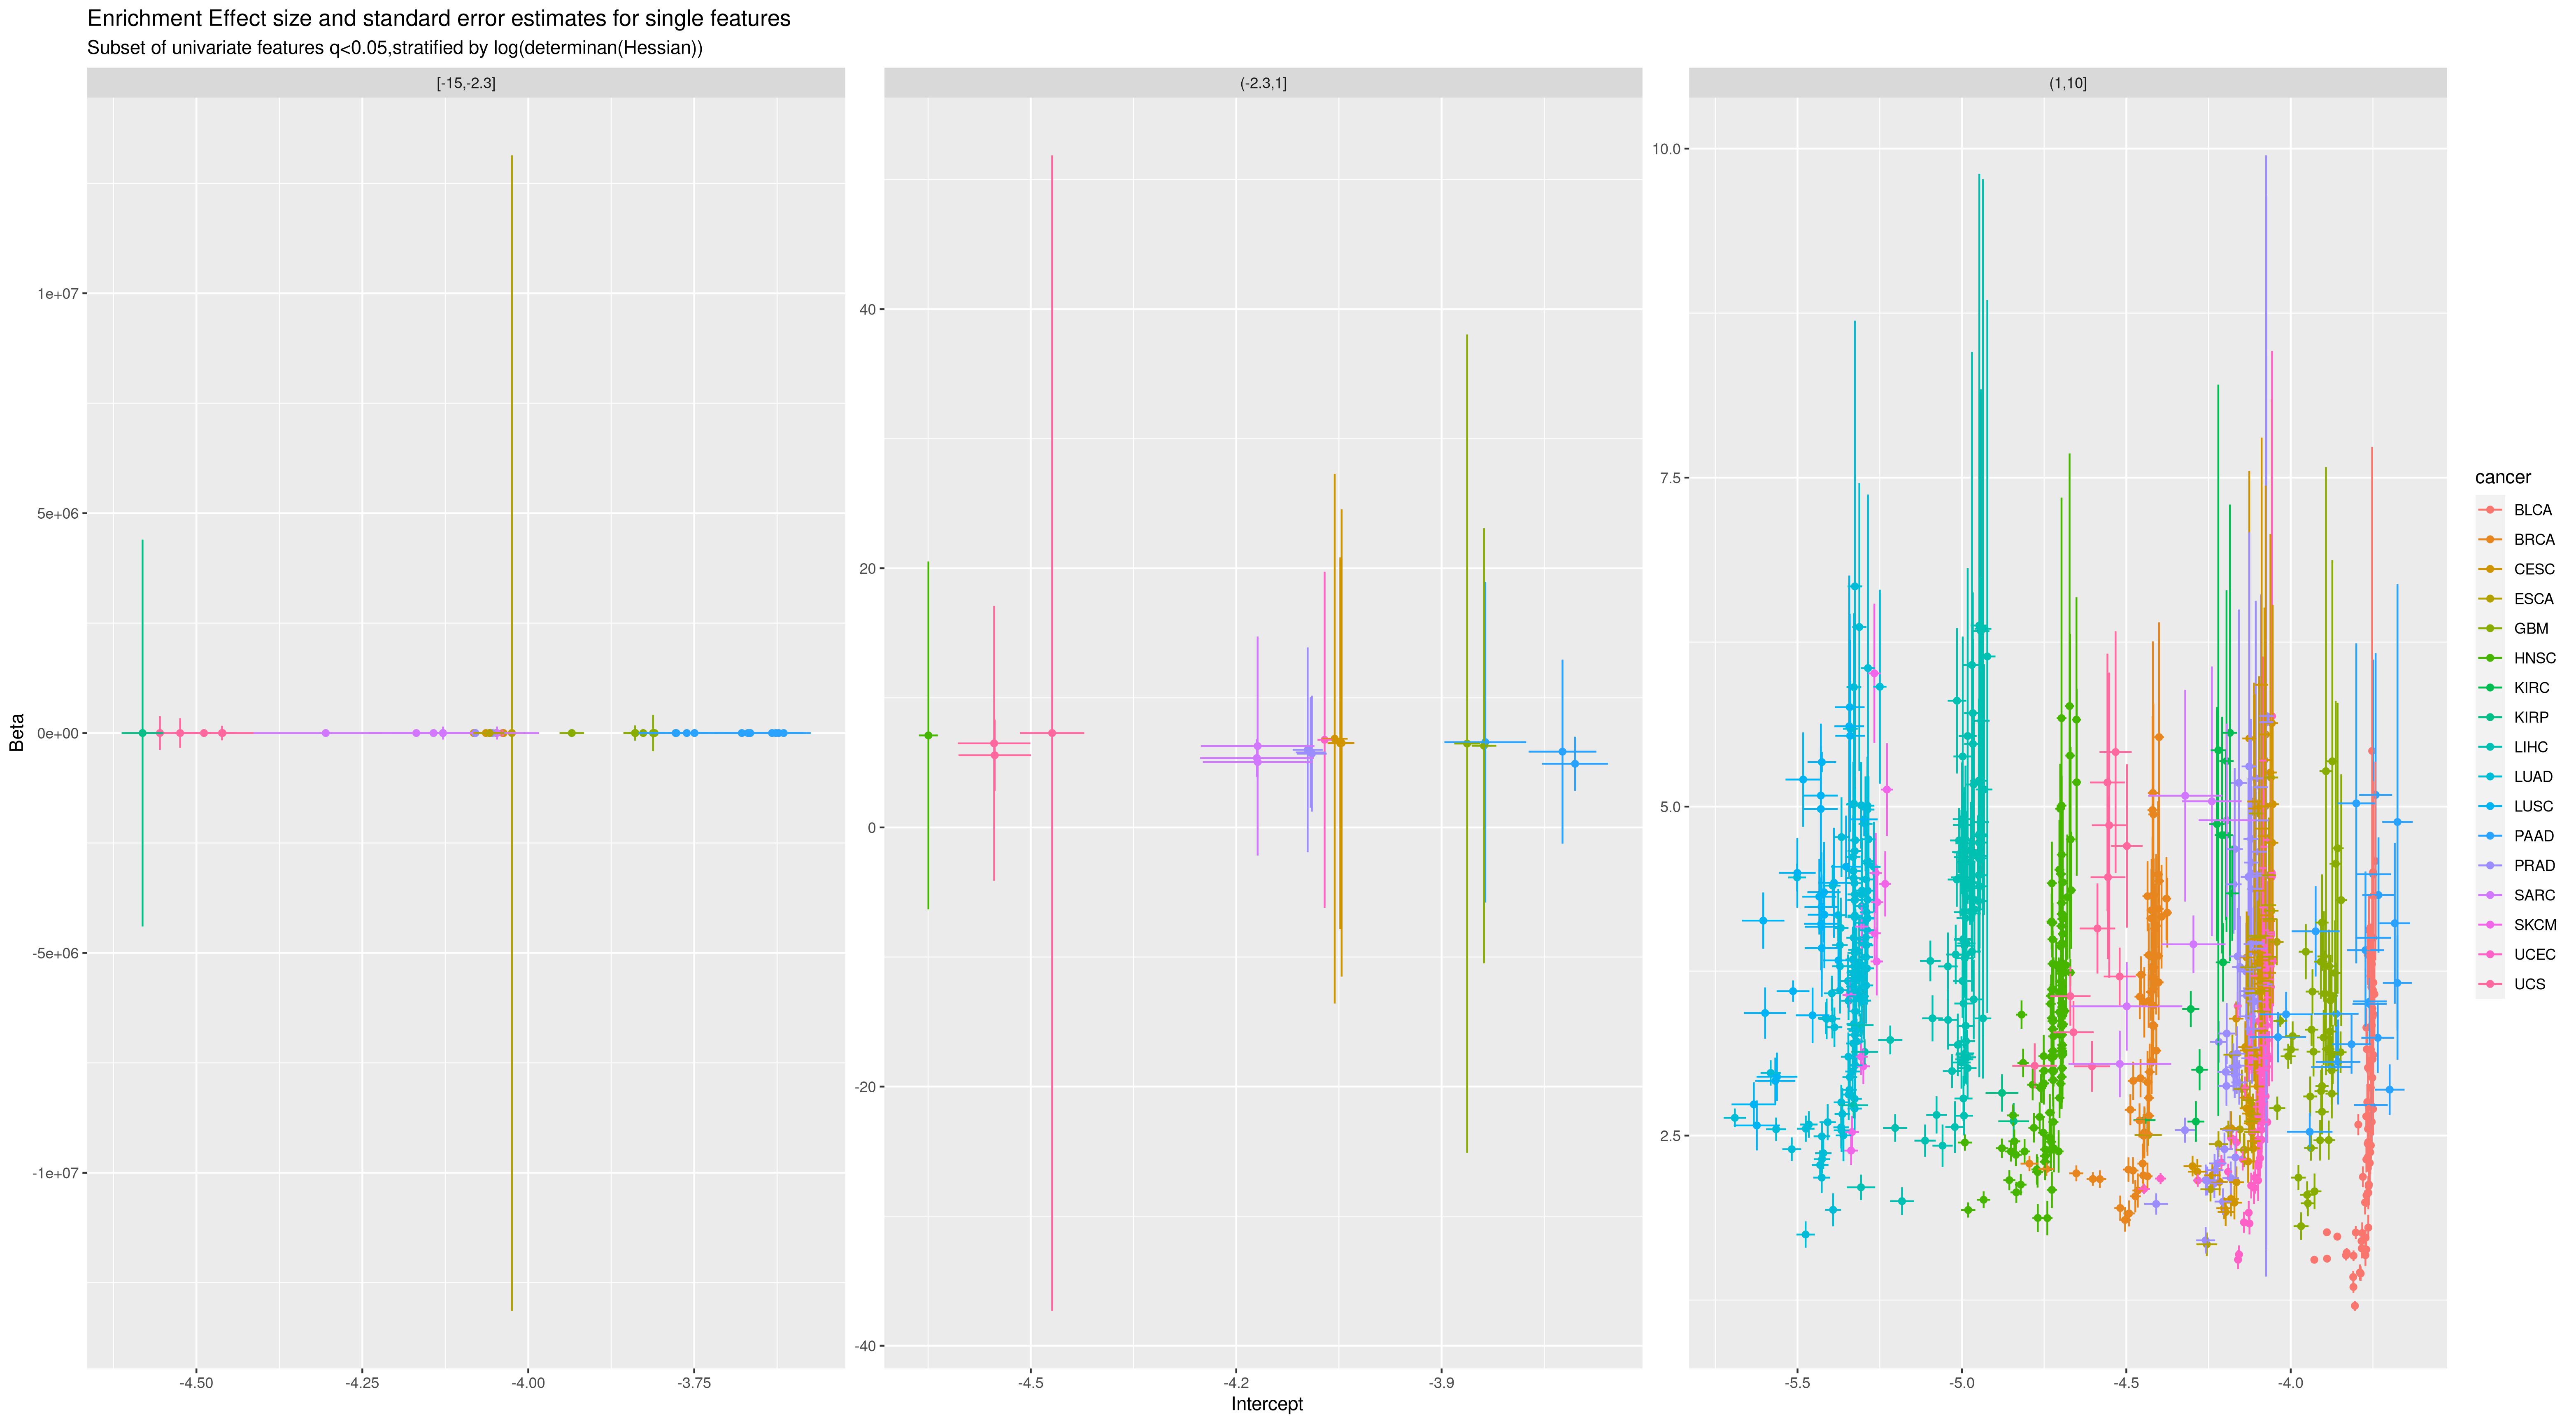 Enrichment Effect size and standard error estimates for single features
Subset of univariate features q<0.05,stratified by log(determinan(Hessian))
[-15,-2.3]
(-2.3,1]
(1,10]
Beta
1e+07
5e+06
0e+00
-5e+06
-1e+07
40
20
0
-20
-40
10.0
7.5
5.0
2.5
-4.50
-4.25
-4.00
-3.75
-4.5
-4.2
-3.9
-5.5
-5.0
-4.5
-4.0
Intercept
cancer
BLCA
BRCA
CESC
ESCA
GBM
HNSC
KIRC
KIRP
LIHC
LUAD
LUSC
PAAD
PRAD
SARC
SKCM
UCEC
UCS